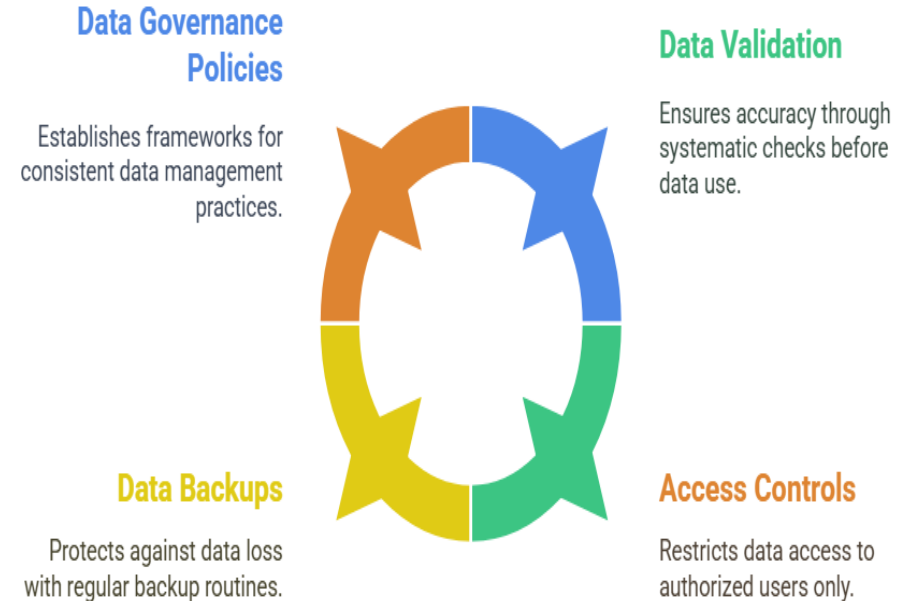 Data Governance
Policies
Establishes frameworks for
consistent data management
practices.
Data Validation
Ensures accuracy through
systematic checks before
data use.
Data Backups
Protects against data loss
with regular backup routines.
Access Controls
Restricts data access to
authorized users only.